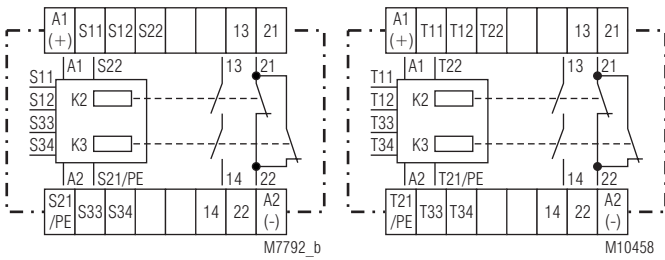 A1 (+) S11 S12 S22 13 21
A1 S22 13 21
S11
S12 K2
S33
S34 K3
A2 S21/PE 14 22
S21 /PE S33 S34 14 22 A2 (-)
M7792_b
A1 (+) T11 T12 T22 13 21
A1 T22 13 21
T11
T12 K2
T33
T34 K3
A2 T21/PE 14 22
T21 /PE T33 T34 14 22 A2 (-)
M10458